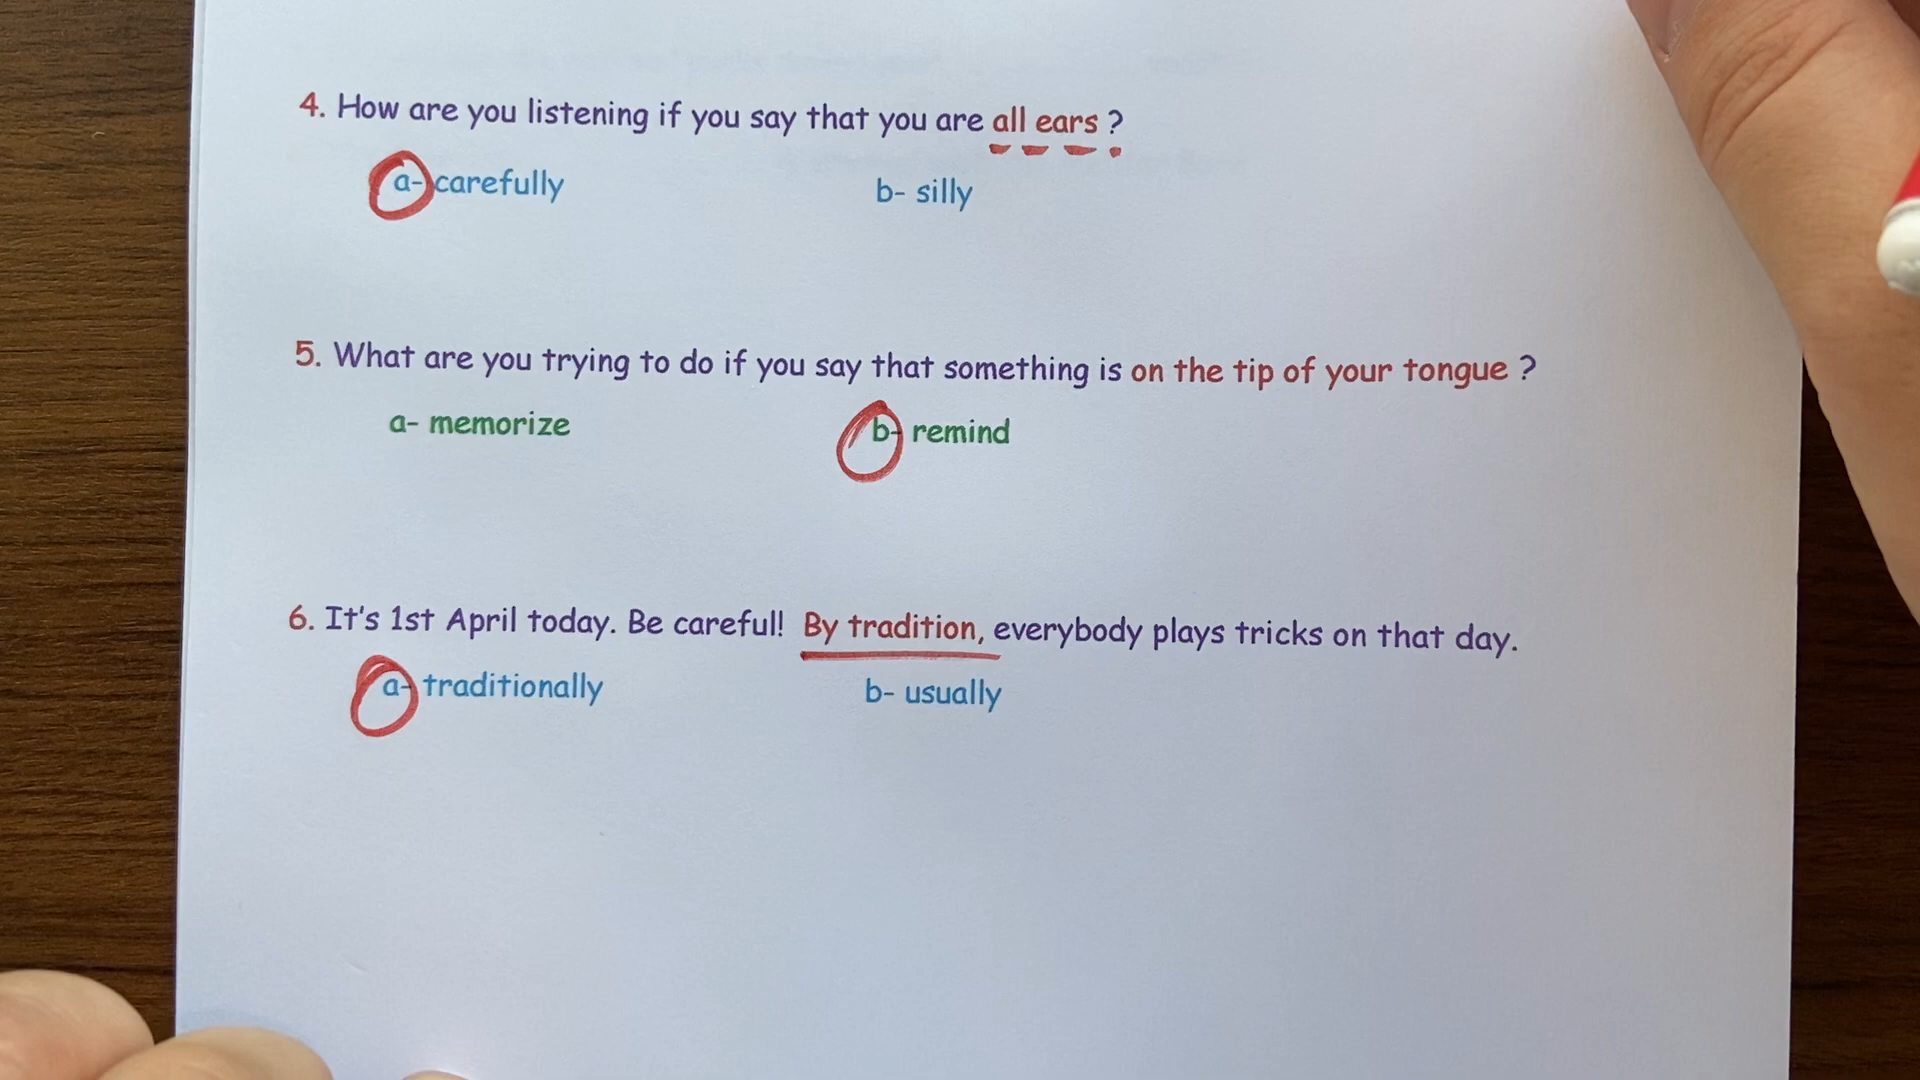 4. How are you listening if you say that you are all ears ?
a- carefully b- silly
5. What are you trying to do if you say that something is on the tip of your tongue ?
a- memorize b- remind
6. It's 1st April today. Be careful! By tradition, everybody plays tricks on that day.
a- traditionally b- usually